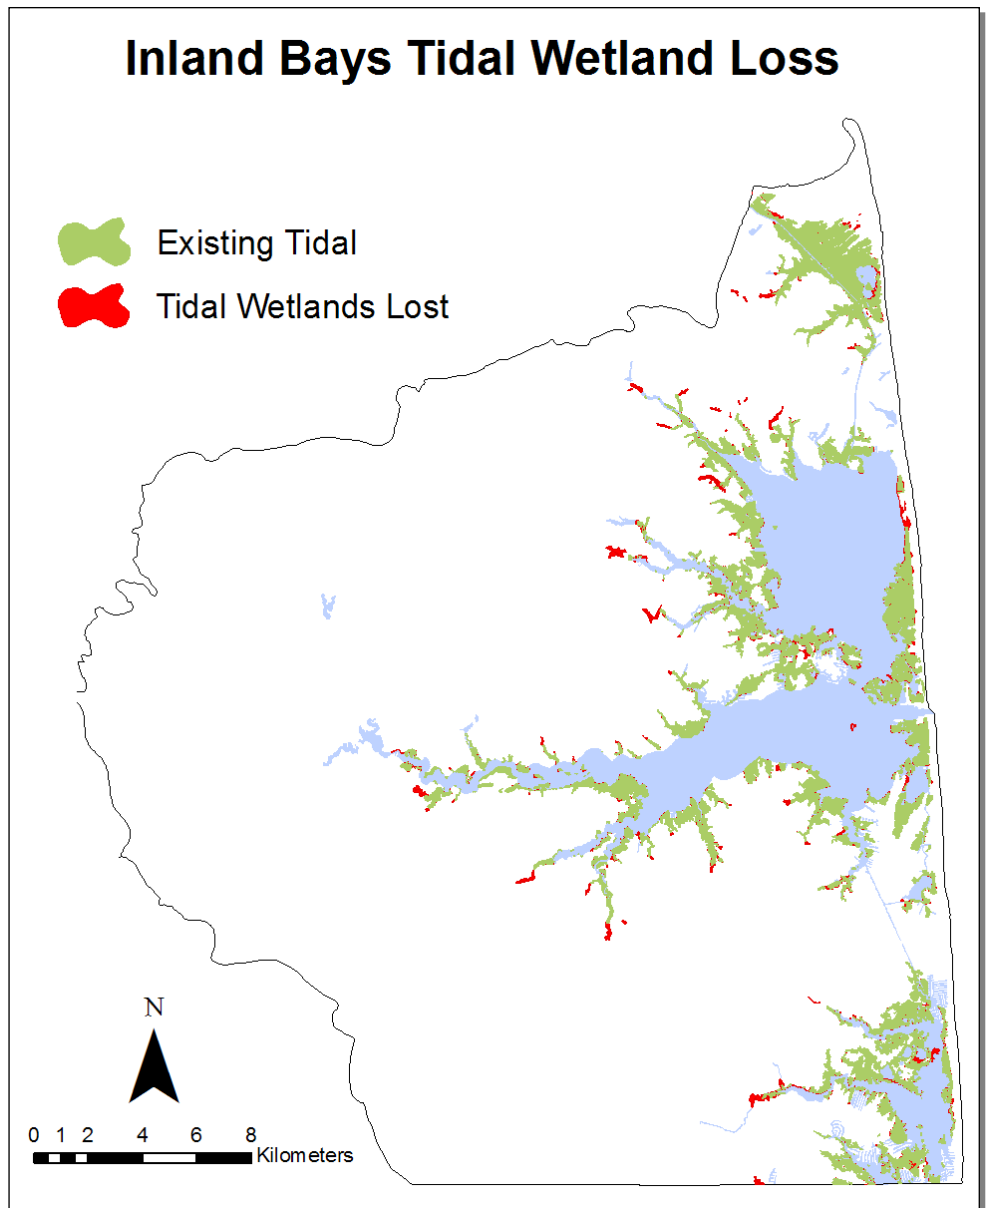 Inland Bays Tidal Wetland Loss
Existing Tidal
Tidal Wetlands Lost
N
0 1 2 4 6 8
Kilometers